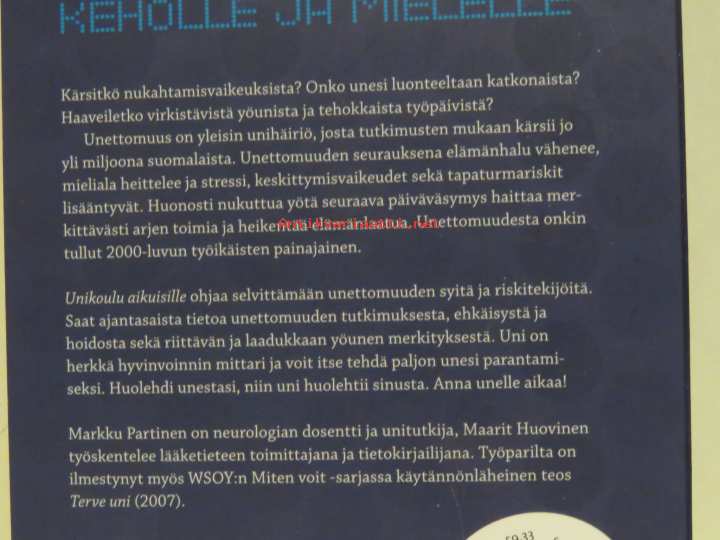 KEHOLLE JA MIELELLE
Kärsitkö nukahtamisvaikeuksista? Onko unesi luonteeltaan katkonaista?
Haaveiletko virkistävistä yöunista ja tehokkaista työpäivistä?
Unettomuus on yleisin unihäiriö, josta tutkimusten mukaan kärsii jo
yli miljoona suomalaista. Unettomuuden seurauksena elämänhalu vähenee,
mieliala heittelee ja stressi, keskittymisvaikeudet sekä tapaturmariskit
lisääntyvät. Huonosti nukuttua yötä seuraava päiväväsymys haittaa mer-
kittävästi arjen toimia ja heikentää elämänlaatua. Unettomuudesta onkin
tullut 2000-luvun työikäisten painajainen.
Unikoulu aikuisille ohjaa selvittämään unettomuuden syitä ja riskitekijöitä.
Saat ajantasaista tietoa unettomuuden tutkimuksesta, ehkäisystä ja
hoidosta sekä riittävän ja laadukkaan yöunen merkityksestä. Uni on
herkkä hyvinvoinnin mittari ja voit itse tehdä paljon unesi parantami-
seksi. Huolehdi unestasi, niin uni huolehtii sinusta. Anna unelle aikaa!
Markku Partinen on neurologian dosentti ja unitutkija, Maarit Huovinen
työskentelee lääketieteen toimittajana ja tietokirjailijana. Työparilta on
ilmestynyt myös WSOY:n Miten voit -sarjassa käytännönläheinen teos
Terve uni (2007).
59.33